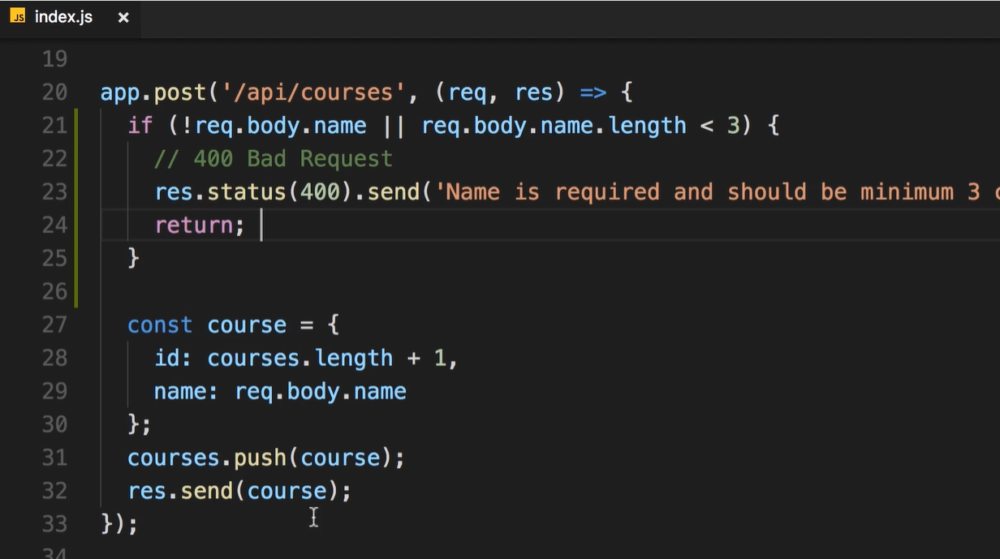 JS index.js ×
19
20 app.post('/api/courses', (req, res) => {
21 if (!req.body.name || req.body.name.length < 3) {
22 // 400 Bad Request
23 res.status(400).send('Name is required and should be minimum 3 c
24 return;
25 }
26
27 const course = {
28 id: courses.length + 1,
29 name: req.body.name
30 };
31 courses.push(course);
32 res.send(course);
33 });
34